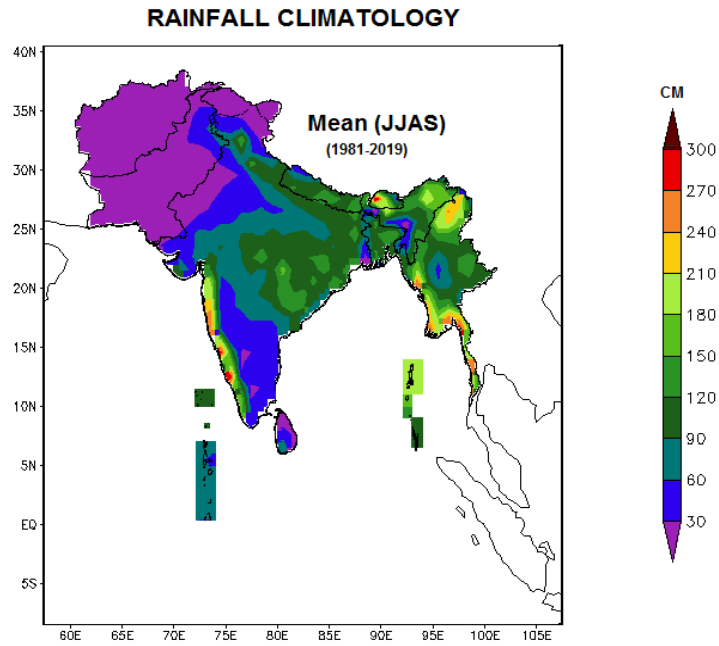 RAINFALL CLIMATOLOGY
40N
35N
30N
25N
20N
15N
10N
5N
EQ
5S
60E
65E
70E
75E
80E
85E
90E
95E
100E
105E
Mean (JJAS)
(1981-2019)
CM
300
270
240
210
180
150
120
90
60
30